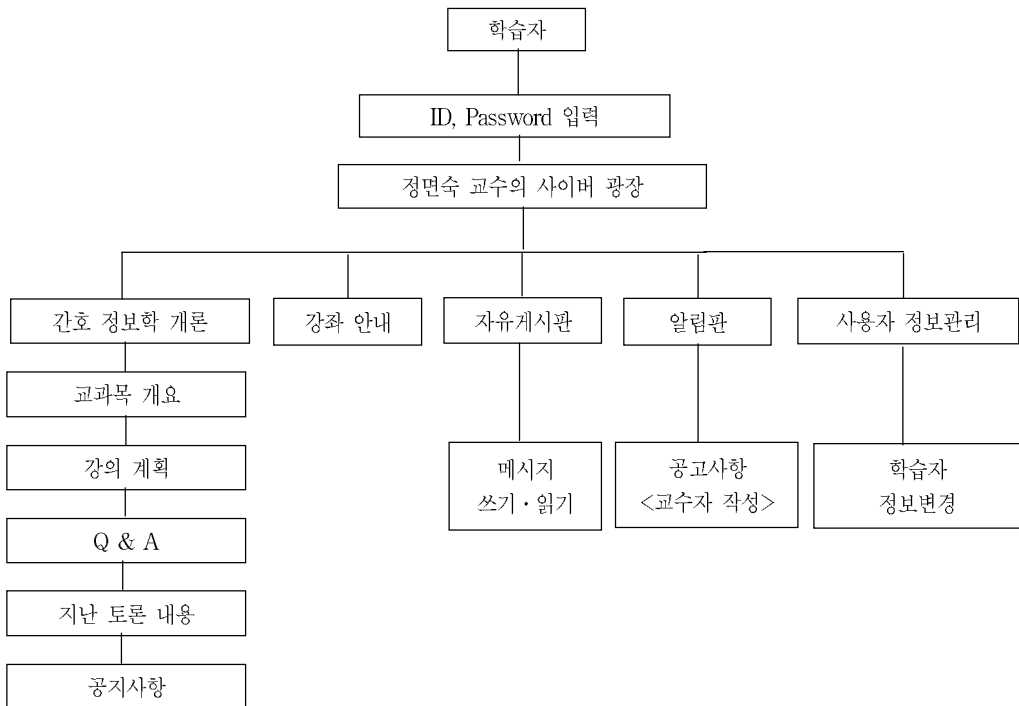 학습자
ID, Password 입력
정면숙 교수의 사이버 광장
간호 정보학 개론
강좌 안내
자유게시판
알림판
사용자 정보관리
교과목 개요
강의 계획
Q & A
지난 토론 내용
공지사항
메시지
쓰기·읽기
공고사항
<교수자 작성>
학습자
정보변경